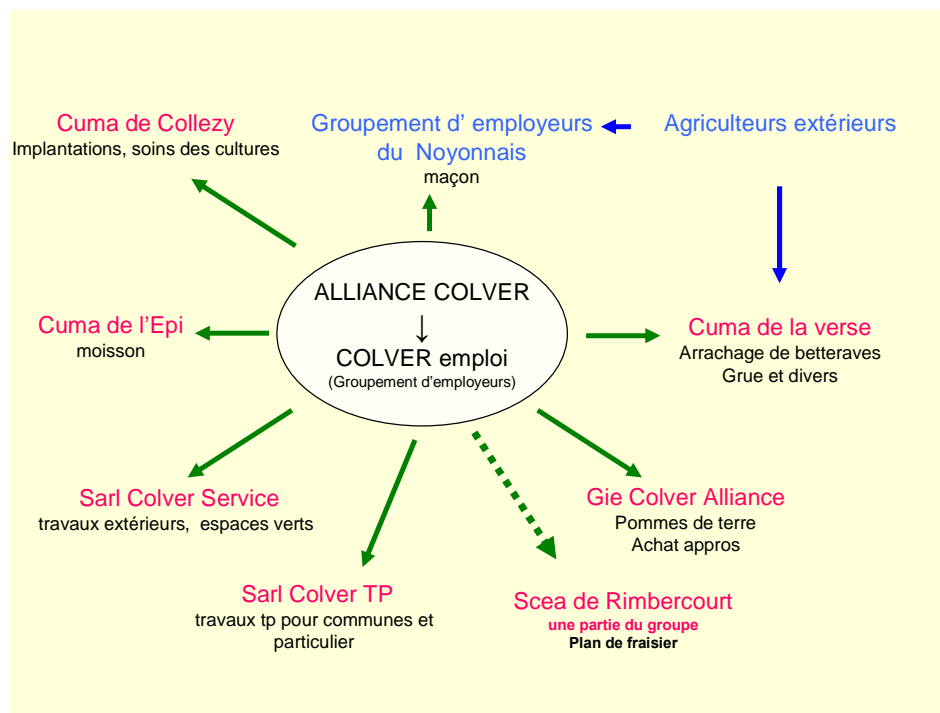 Cuma de Collezy
Implantations, soins des cultures
Groupement d' employeurs
du Noyonnais
maçon
Agriculteurs extérieurs
ALLIANCE COLVER
↓
COLVER emploi
(Groupement d'employeurs)
Cuma de l'Epi
moisson
Cuma de la verse
Arrachage de betteraves
Grue et divers
Sarl Colver Service
travaux extérieurs, espaces verts
Gie Colver Alliance
Pommes de terre
Achat appros
Sarl Colver TP
travaux tp pour communes et
particulier
Scea de Rimbercourt
une partie du groupe
Plan de fraisier